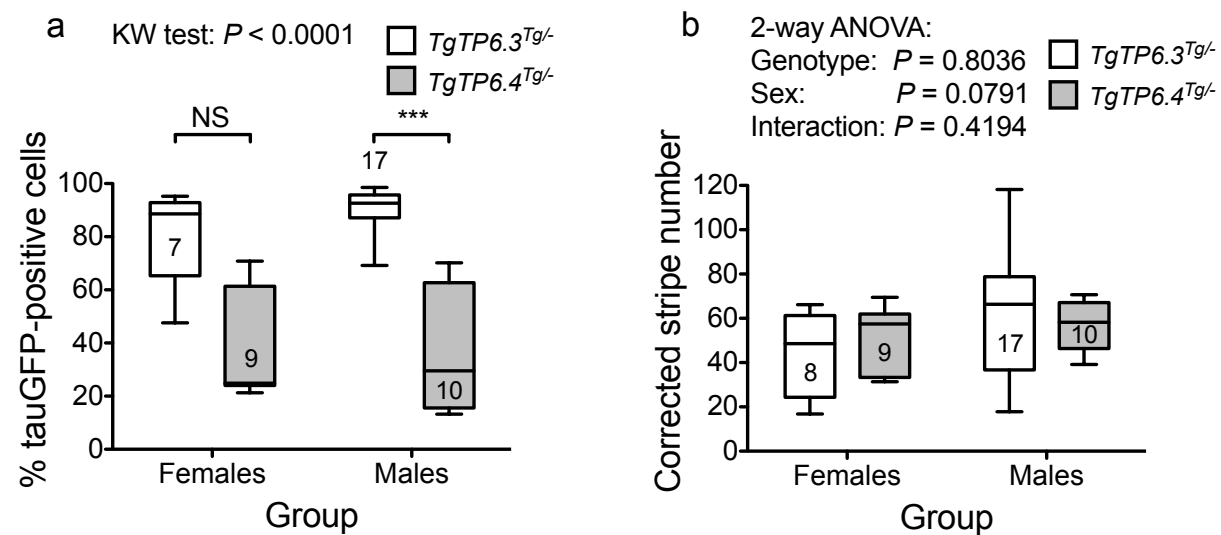 a
KW test: P < 0.0001
TgTP6.3Tg/-
TgTP6.4Tg/-
NS
***
% tauGFP-positive cells
100
80
60
40
20
0
7
9
17
10
Females
Males
Group
b
2-way ANOVA:
Genotype: P = 0.8036
Sex: P = 0.0791
Interaction: P = 0.4194
TgTP6.3Tg/-
TgTP6.4Tg/-
Corrected stripe number
120
100
80
60
40
20
0
8
9
17
10
Females
Males
Group